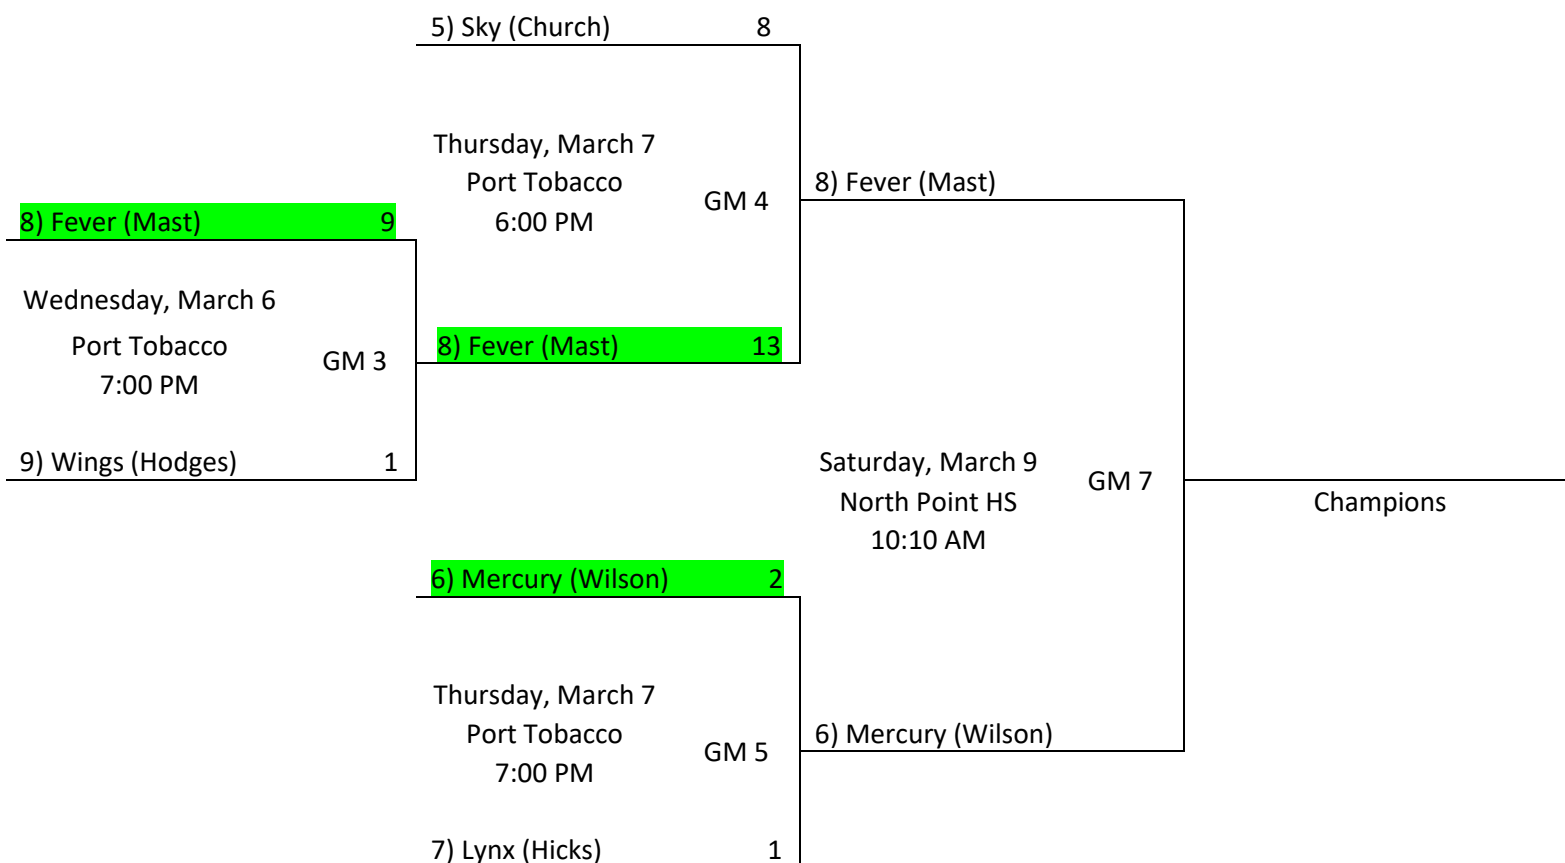 5) Sky (Church) 8
Thursday, March 7
Port Tobacco
GM 4
6:00 PM
8) Fever (Mast)
8) Fever (Mast) 9
Wednesday, March 6
Port Tobacco
GM 3
7:00 PM
8) Fever (Mast) 13
9) Wings (Hodges) 1
Saturday, March 9
North Point HS
GM 7
10:10 AM
Champions
6) Mercury (Wilson) 2
Thursday, March 7
Port Tobacco
GM 5
7:00 PM
6) Mercury (Wilson)
7) Lynx (Hicks) 1